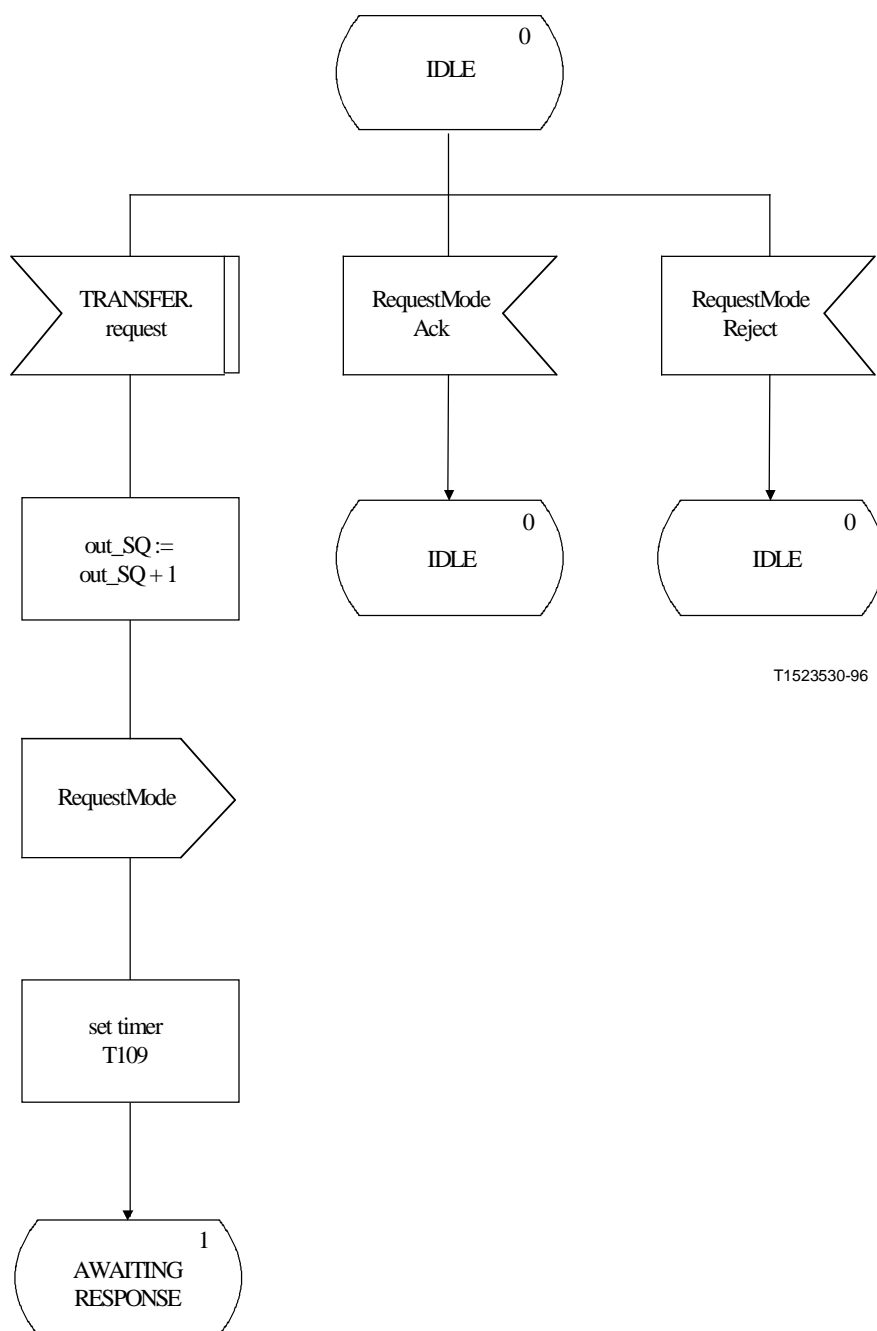 0
IDLE
TRANSFER.
request
RequestMode
Ack
RequestMode
Reject
out_SQ :=
out_SQ + 1
0
IDLE
0
IDLE
T1523530-96
RequestMode
set timer
T109
1
AWAITING
RESPONSE